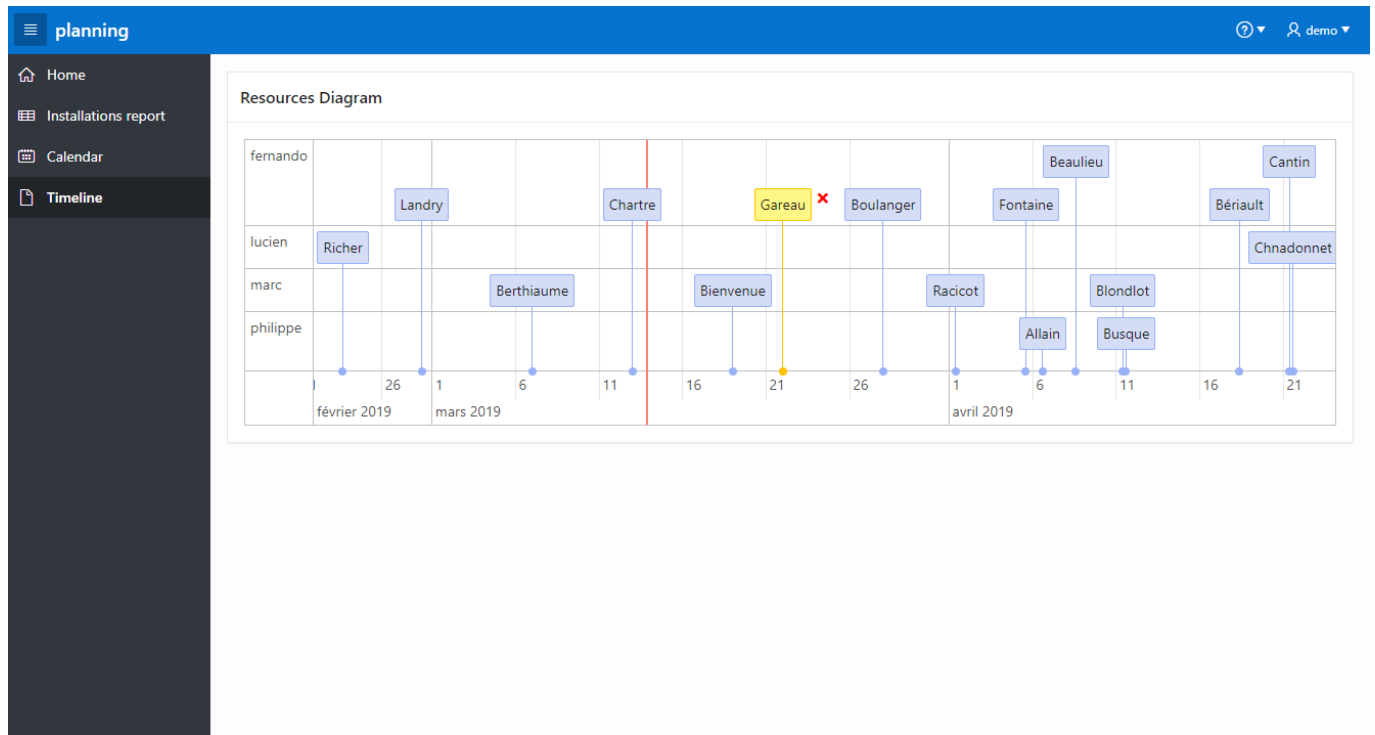 planning
demo
Home
Installations report
Calendar
Timeline
Resources Diagram
fernando
Beaulieu
Cantin
Landry
Chartre
Gareau
Boulanger
Fontaine
Bériault
lucien
Richer
Chnadonnet
marc
Berthiaume
Bienvenue
Racicot
Blondlot
philippe
Allain
Busque
26 1 6 11 16 21 26 1 6 11 16 21
février 2019 mars 2019 avril 2019